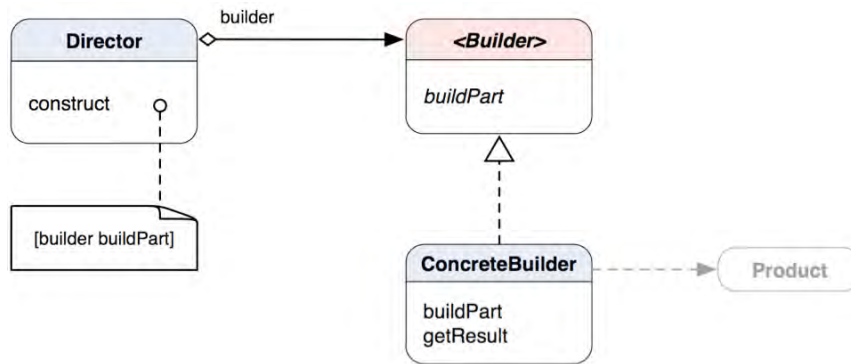 builder
Director
<Builder>
construct
buildPart
[builder buildPart]
ConcreteBuilder
Product
buildPart
getResult